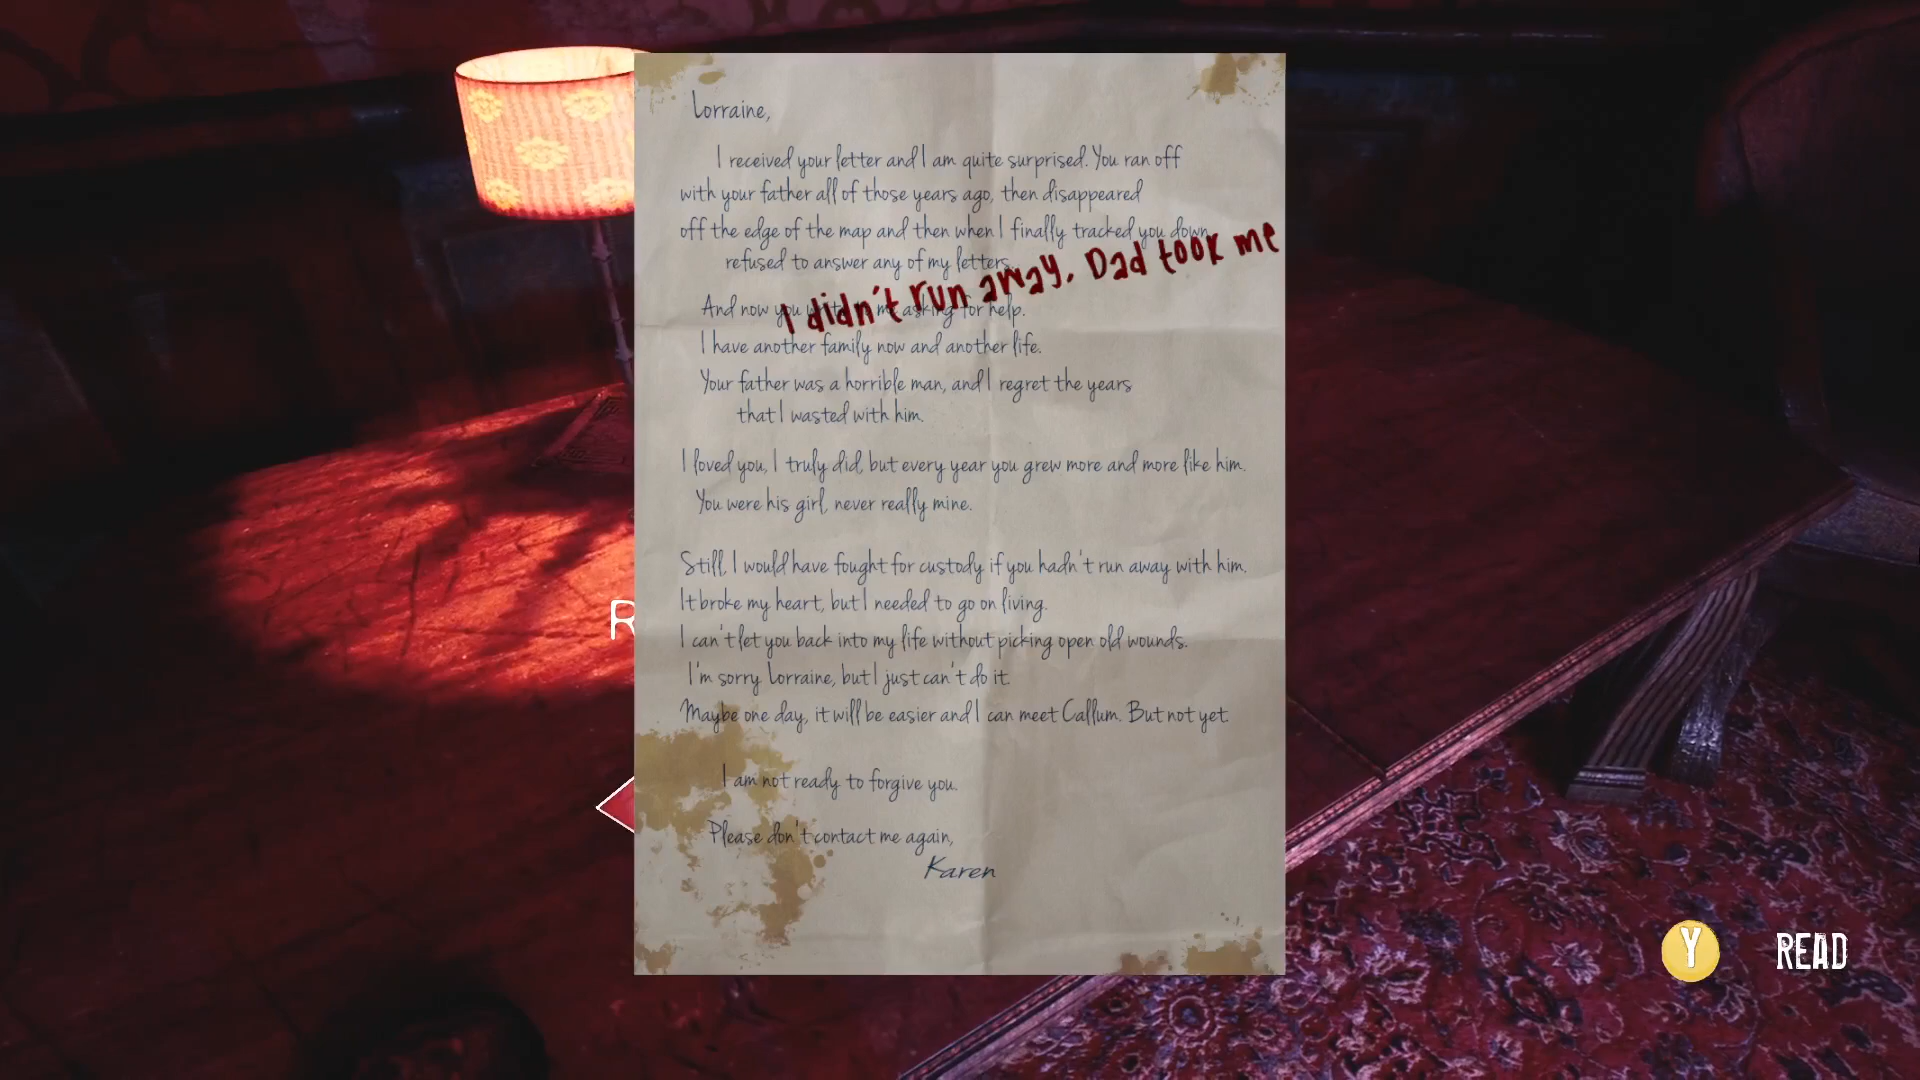 Lorraine,
I received your letter and I am quite surprised. You ran off
with your father all of those years ago, then disappeared
off the edge of the map and then when I finally tracked you down
refused to answer any of my letters.
I didn't run away. Dad took me
And now you me asking for help.
I have another family now and another life.
Your father was a horrible man, and I regret the years
that I wasted with him.
I loved you, I truly did, but every year you grew more and more like him.
You were his girl, never really mine.
Still, I would have fought for custody if you hadn't run away with him.
It broke my heart, but I needed to go on living.
I can't let you back into my life without picking open old wounds.
I'm sorry Lorraine, but I just can't do it.
Maybe one day, it will be easier and I can meet Callum. But not yet.
I am not ready to forgive you.
Please don't contact me again,
Karen
R
Y READ